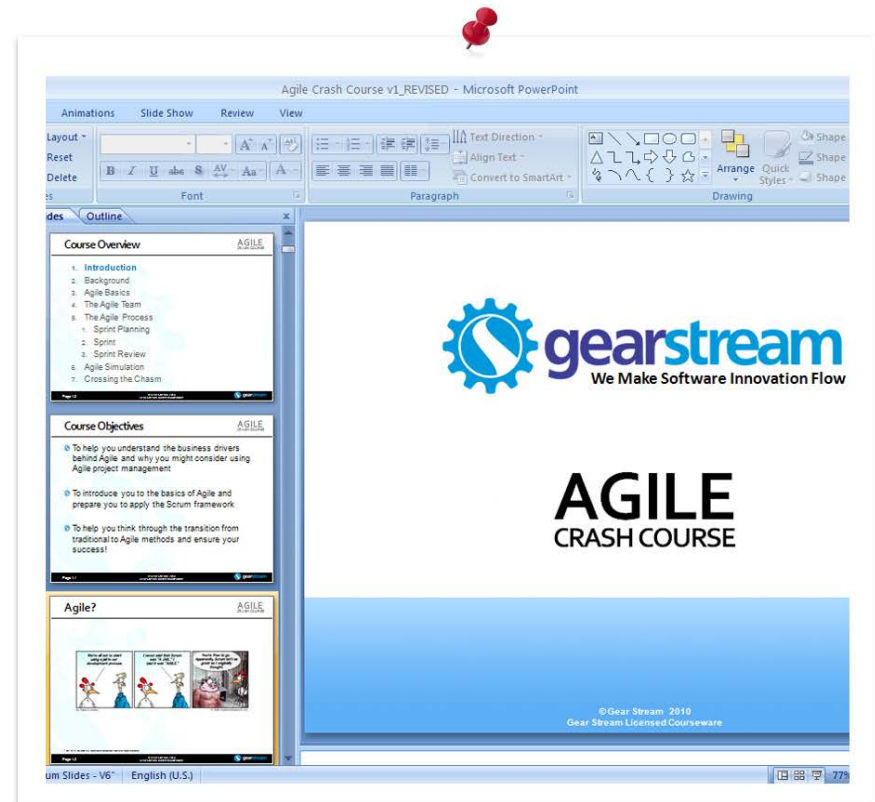 Agile Crash Course v1_REVISED - Microsoft PowerPoint
Animations Slide Show Review View
Layout
Reset
Delete
Font
Text Direction
Align Text
Convert to SmartArt
Paragraph
Arrange
Quick
Styles
Shape
Shape
Shape
Drawing
Outline
Course Overview
AGILE
1. Introduction
2. Background
3. Agile Basics
4. The Agile Team
5. The Agile Process
1. Sprint Planning
2. Sprint
3. Sprint Review
6. Agile Simulation
7. Crossing the Chasm
gearstream
Course Objectives
AGILE
To help you understand the business drivers
behind Agile and why you might consider using
Agile project management
To introduce you to the basics of Agile and
prepare you to apply the Scrum framework
To help you think through the transition from
traditional to Agile methods and ensure your
success!
gearstream
Agile?
AGILE
gearstream
gearstream
We Make Software Innovation Flow
AGILE
CRASH COURSE
©Gear Stream 2010
Gear Stream Licensed Courseware
um Slides - V6" English (U.S.)
77%